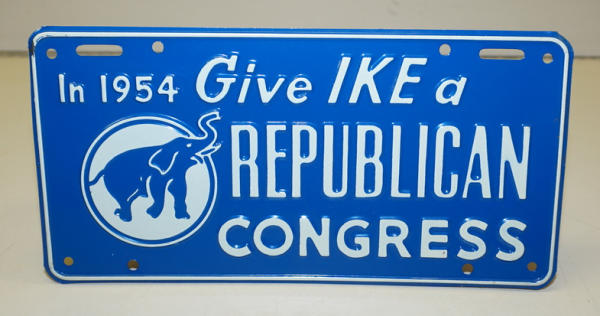 In 1954 Give IKE a
REPUBLICAN
CONGRESS